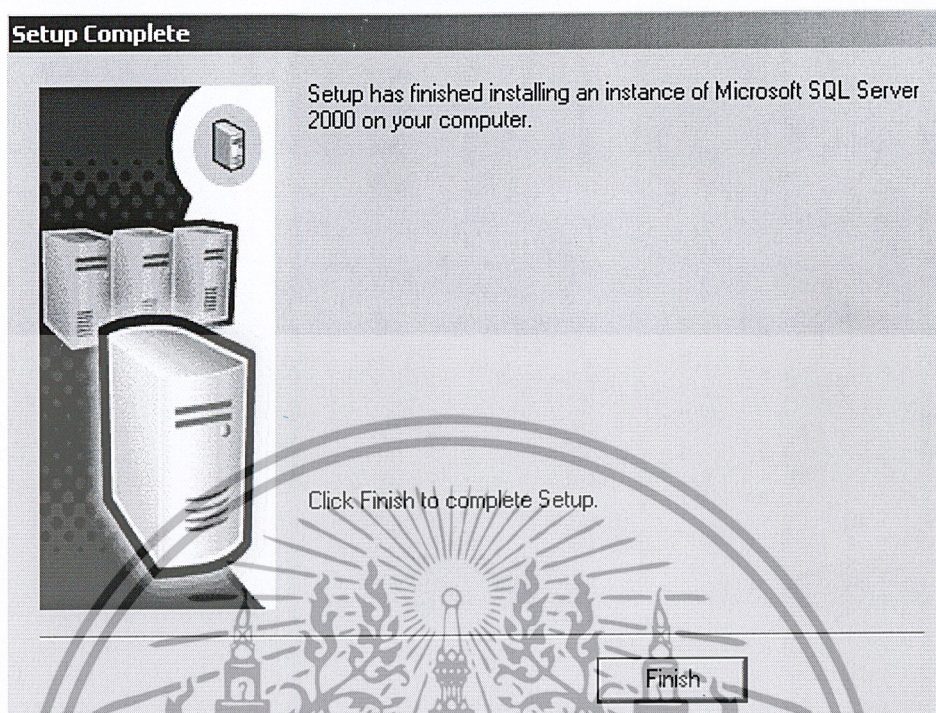 Setup Complete
Setup has finished installing an instance of Microsoft SQL Server
2000 on your computer.
Click Finish to complete Setup.
Finish